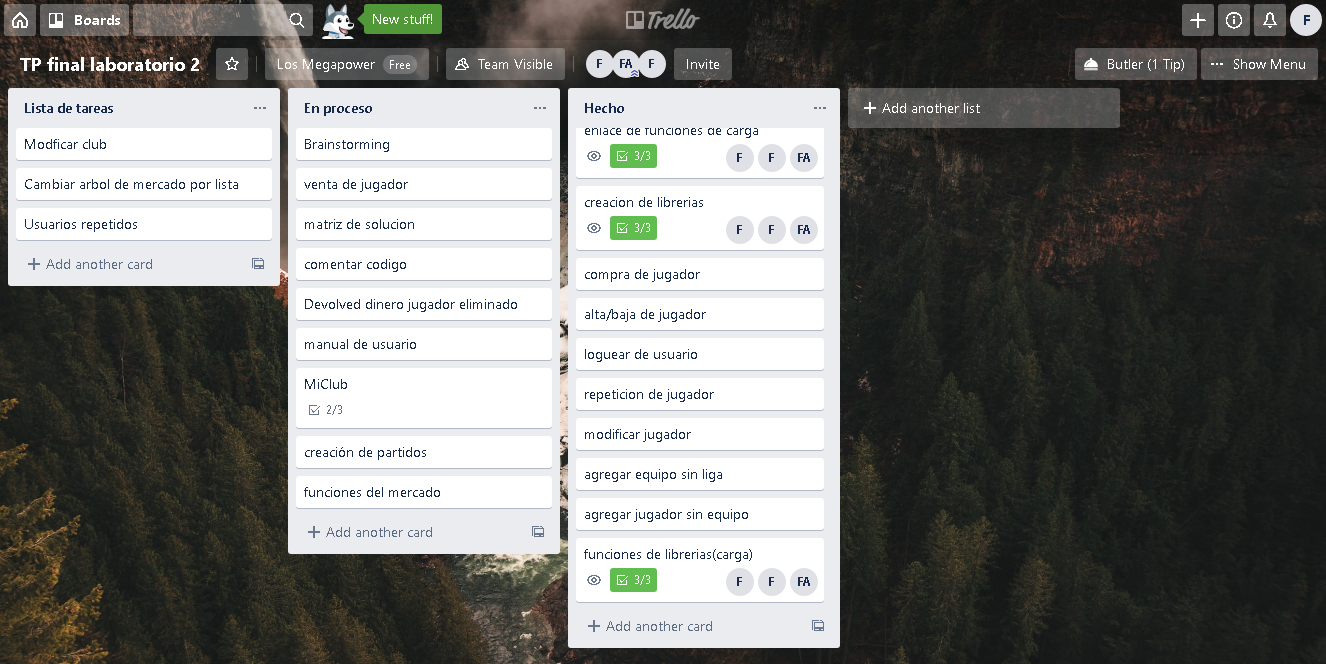 Boards
New stuff!
Trello
F
TP final laboratorio 2
Los Megapower Free
Team Visible
F FA F
Invite
Butler (1 Tip)
... Show Menu
Lista de tareas
Modficar club
Cambiar arbol de mercado por lista
Usuarios repetidos
+ Add another card
En proceso
Brainstorming
venta de jugador
matriz de solucion
comentar codigo
Devolved dinero jugador eliminado
manual de usuario
MiClub
2/3
creación de partidos
funciones del mercado
+ Add another card
Hecho
enlace de funciones de carga
3/3 F F FA
creacion de librerias
3/3 F F FA
compra de jugador
alta/baja de jugador
loguear de usuario
repeticion de jugador
modificar jugador
agregar equipo sin liga
agregar jugador sin equipo
funciones de librerias(carga)
3/3 F F FA
+ Add another card
+ Add another list